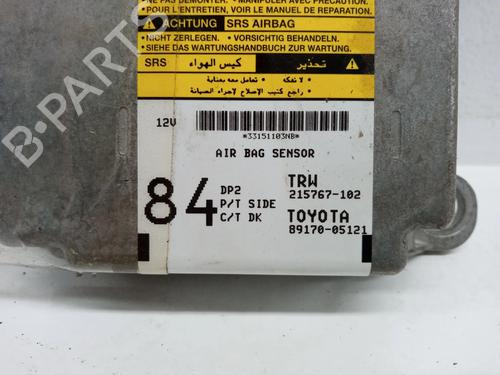 •NE PAS DEMONTER. •MANIPULER AVEC PRECAUTION.
•POUR L'ENTRETIEN, VOIR LE MANUEL DE REPARATION.
ACHTUNG SRS AIRBAG
•NICHT ZERLEGEN. •VORSICHTIG BEHANDELN.
•SIEHE DAS WARTUNGSHANDBUCH ZUR WARTUNG.
SRS كيس الهواء تحذير
• لا تفكه • تعامل معه بعناية
• راجع كتيب الإصلاح لإجراء الصيانة
12V
*33151103NB*
AIR BAG SENSOR
84
DP2 TRW
P/T SIDE 215767-102
C/T DK TOYOTA
89170-05121
B-PARTS